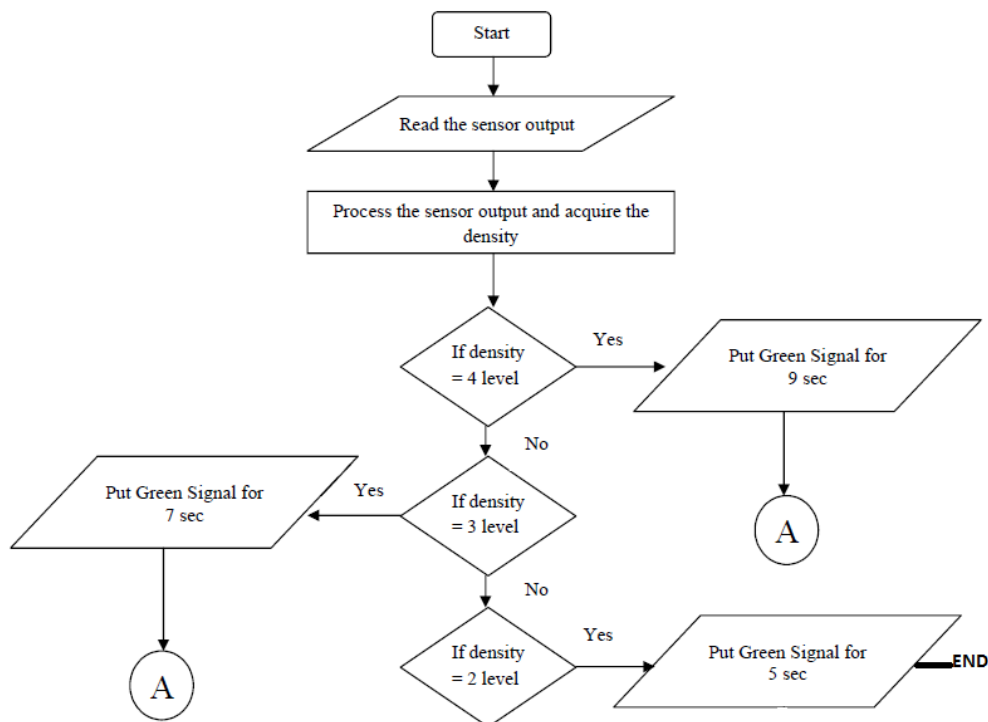 Start
Read the sensor output
Process the sensor output and acquire the
density
If density
= 4 level
Yes
Put Green Signal for
9 sec
No
A
If density
= 3 level
Yes
Put Green Signal for
7 sec
No
A
If density
= 2 level
Yes
Put Green Signal for
5 sec
END